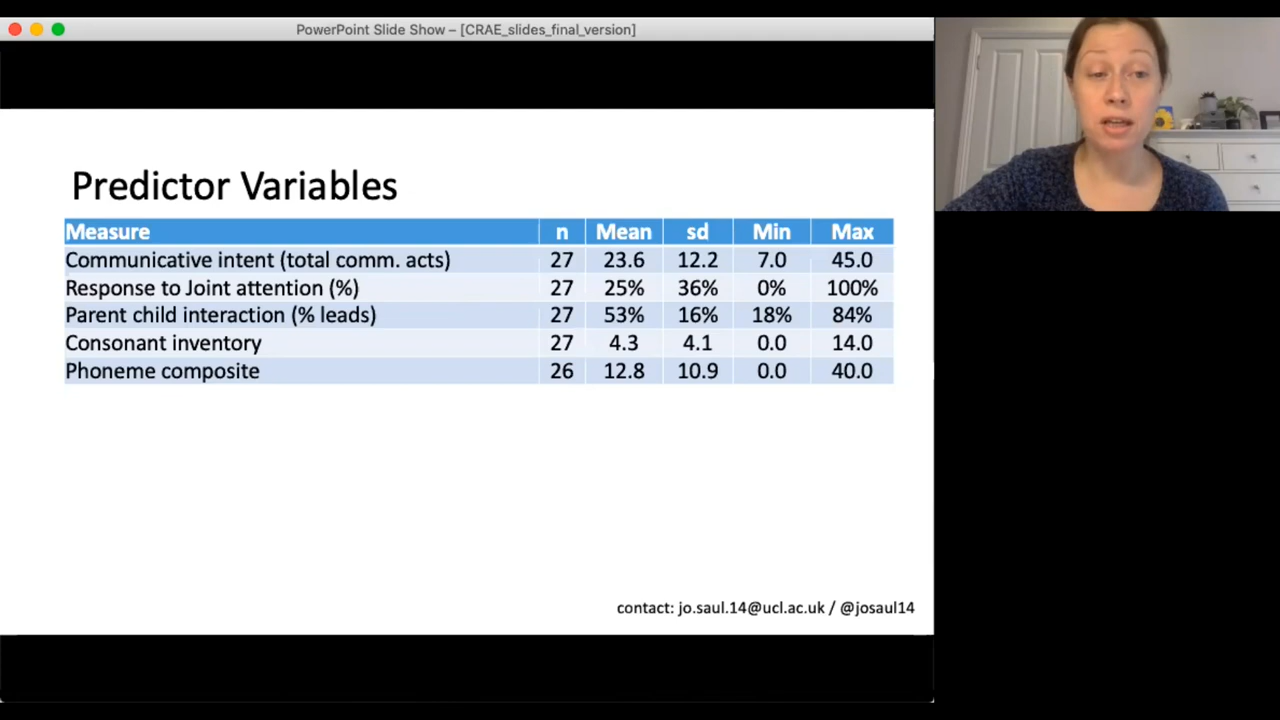 PowerPoint Slide Show – [CRAE_slides_final_version]
Predictor Variables
Measure n Mean sd Min Max
Communicative intent (total comm. acts) 27 23.6 12.2 7.0 45.0
Response to Joint attention (%) 27 25% 36% 0% 100%
Parent child interaction (% leads) 27 53% 16% 18% 84%
Consonant inventory 27 4.3 4.1 0.0 14.0
Phoneme composite 26 12.8 10.9 0.0 40.0
contact: jo.saul.14@ucl.ac.uk / @josaul14